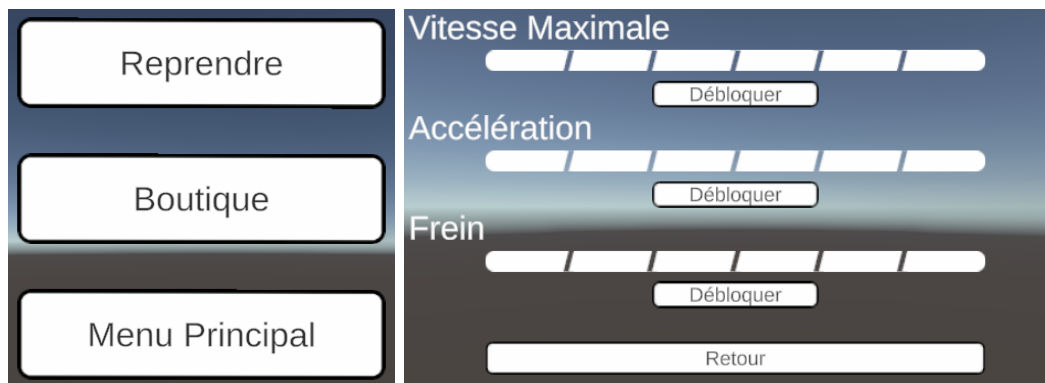 Reprendre
Boutique
Menu Principal
Vitesse Maximale
Débloquer
Accélération
Débloquer
Frein
Débloquer
Retour